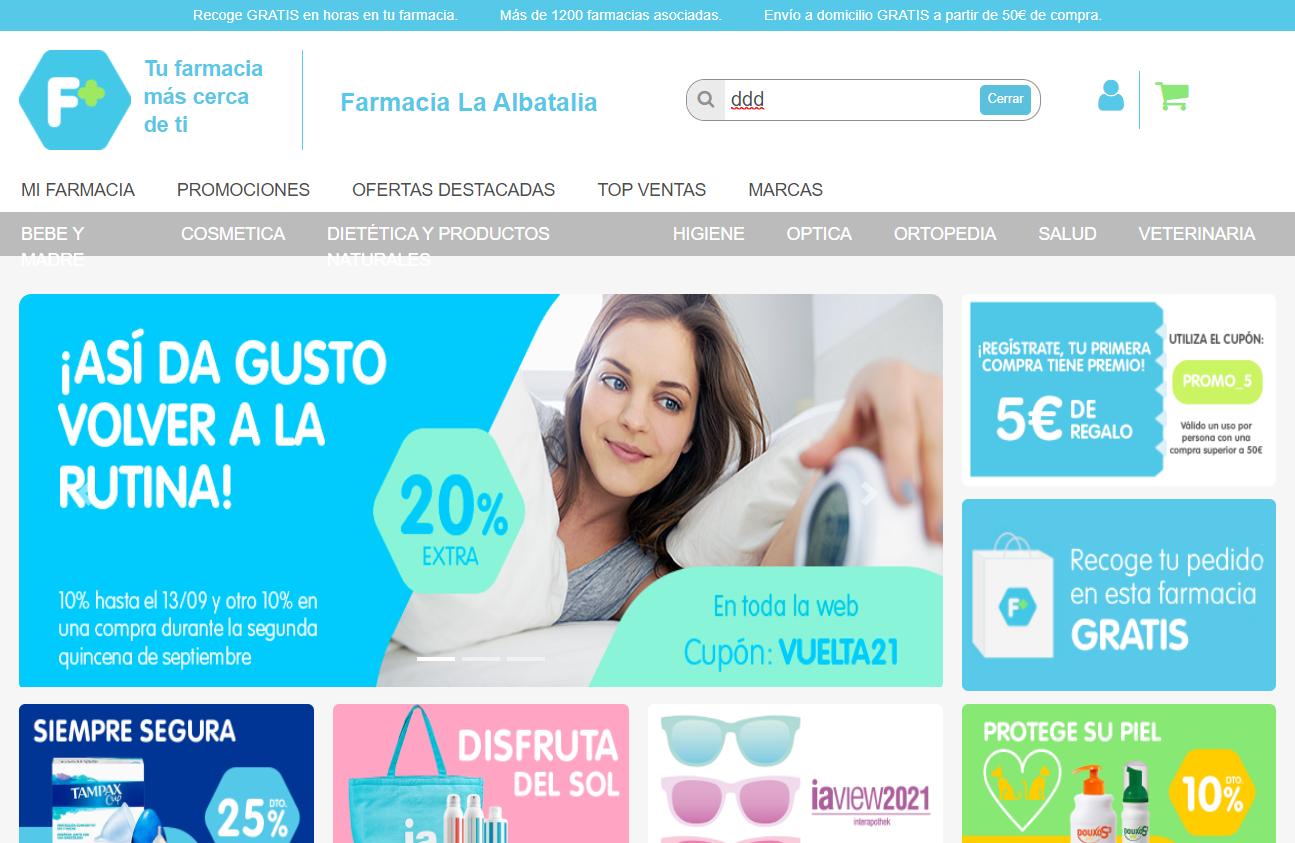 Recoge GRATIS en horas en tu farmacia. Más de 1200 farmacias asociadas. Envío a domicilio GRATIS a partir de 50€ de compra.
F+
Tu farmacia
más cerca
de ti
Farmacia La Albatalia
ddd
Cerrar
MI FARMACIA PROMOCIONES OFERTAS DESTACADAS TOP VENTAS MARCAS
BEBE Y
MADRE
COSMETICA
DIETÉTICA Y PRODUCTOS
NATURALES
HIGIENE OPTICA ORTOPEDIA SALUD VETERINARIA
¡ASÍ DA GUSTO
VOLVER A LA
RUTINA!
20%
EXTRA
10% hasta el 13/09 y otro 10% en
una compra durante la segunda
quincena de septiembre
En toda la web
Cupón: VUELTA21
¡REGÍSTRATE, TU PRIMERA
COMPRA TIENE PREMIO!
5€ DE
REGALO
UTILIZA EL CUPÓN:
PROMO_5
Válido un uso por
persona con una
compra superior a 50€
F+
Recoge tu pedido
en esta farmacia
GRATIS
SIEMPRE SEGURA
TAMPAX
Cup
25% DTO.
DISFRUTA
DEL SOL
ia
iaview2021
interapothek
PROTEGE SU PIEL
10% DTO.
DOUXO S3
DOUXO S3